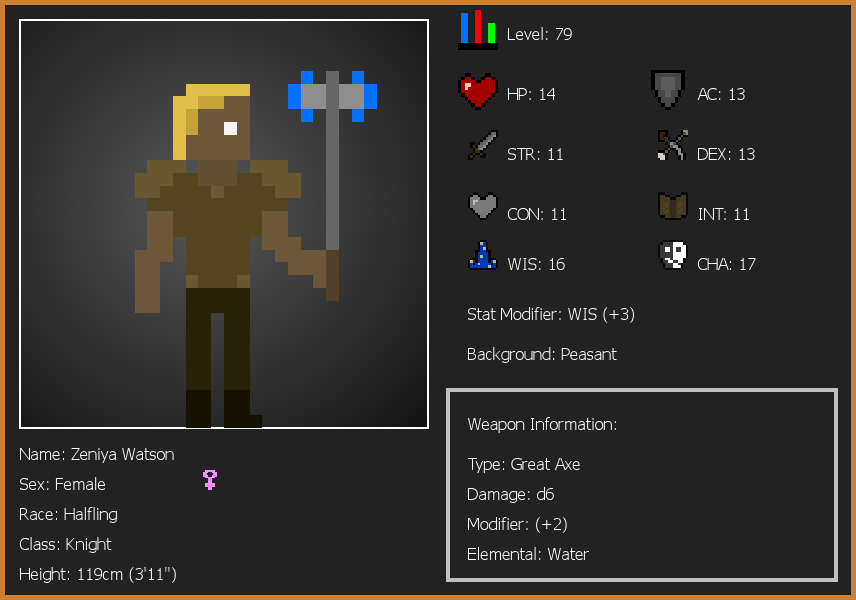 Level: 79
HP: 14
AC: 13
STR: 11
DEX: 13
CON: 11
INT: 11
WIS: 16
CHA: 17
Stat Modifier: WIS (+3)
Background: Peasant
Weapon Information:
Type: Great Axe
Damage: d6
Modifier: (+2)
Elemental: Water
Name: Zeniya Watson
Sex: Female
Race: Halfling
Class: Knight
Height: 119cm (3'11")